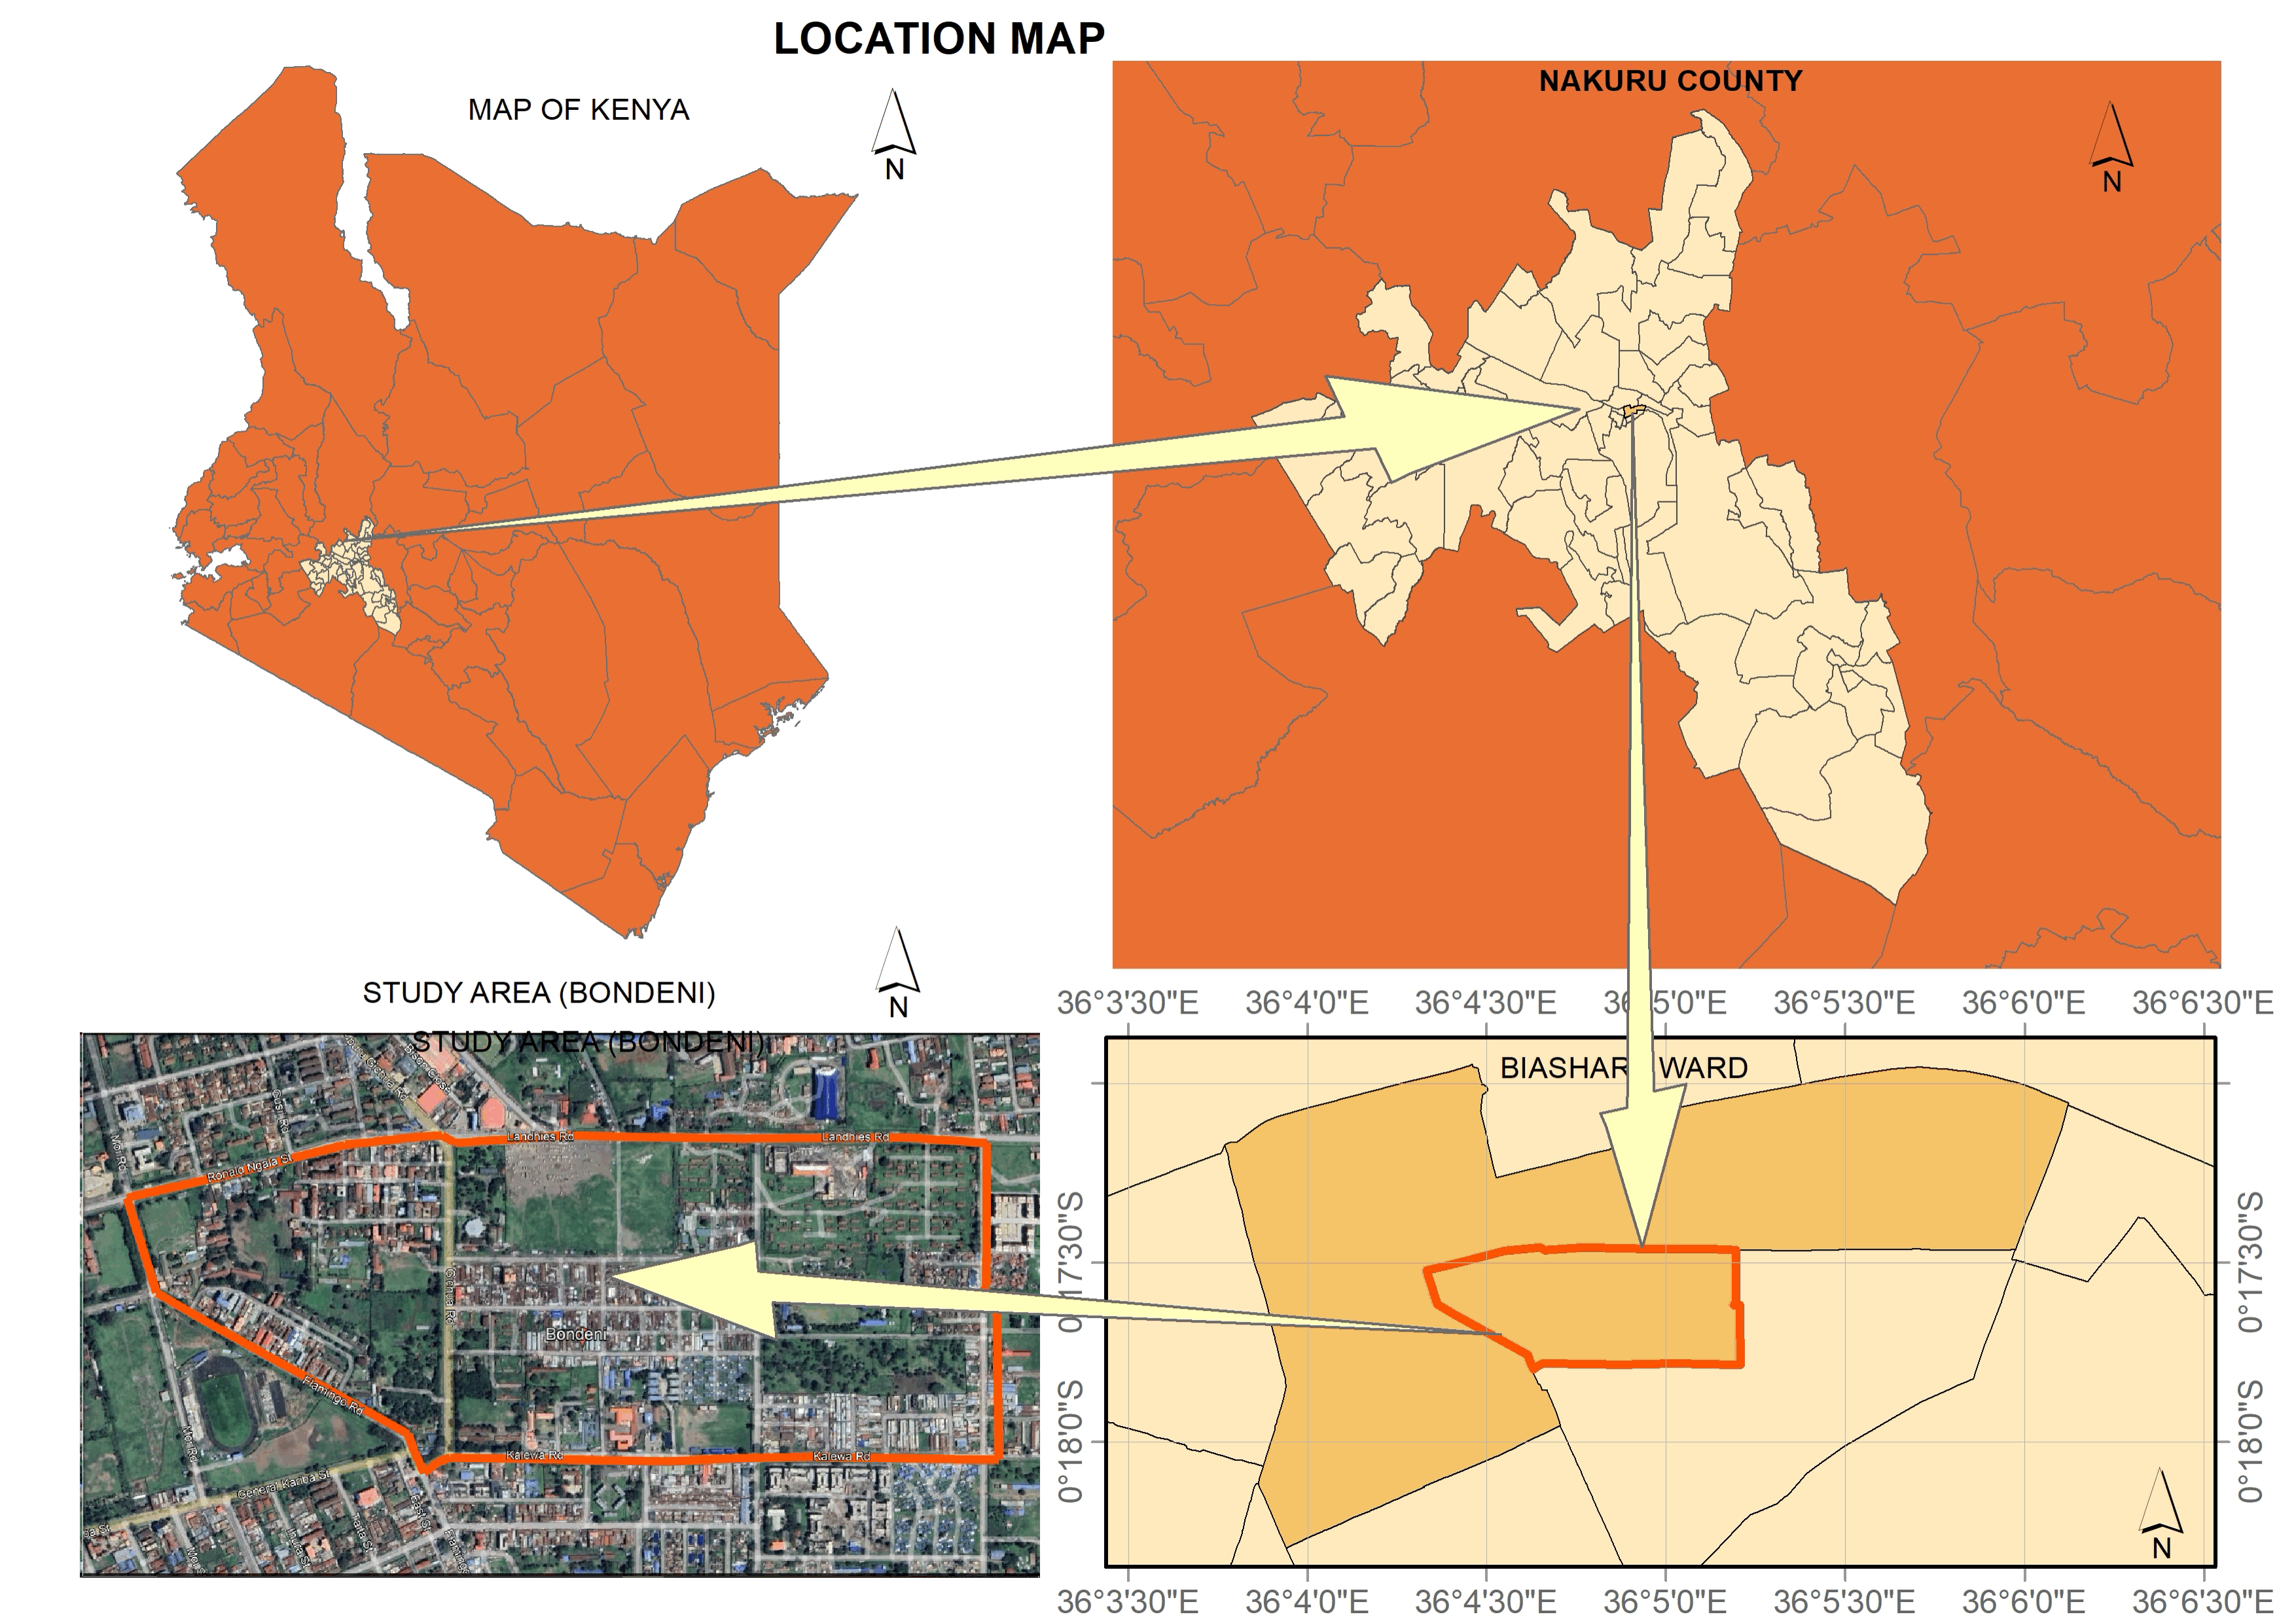 LOCATION MAP
MAP OF KENYA
N
NAKURU COUNTY
N
STUDY AREA (BONDENI)
N
STUDY AREA (BONDENI)
Landhies Rd
Landhies Rd
Ronald Ngala St
Moi Rd
Gusii Rd
Oginga Rd
Bondeni
Flamingo Rd
Kalewa Rd
Kalewa Rd
General Kariba St
36°3'30"E 36°4'0"E 36°4'30"E 36°5'0"E 36°5'30"E 36°6'0"E 36°6'30"E
BIASHAR WARD
0°17'30"S
0°17'30"S
0°18'0"S
0°18'0"S
N
36°3'30"E 36°4'0"E 36°4'30"E 36°5'0"E 36°5'30"E 36°6'0"E 36°6'30"E